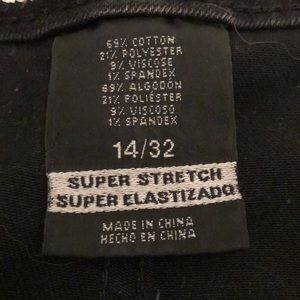 69% COTTON
21% POLYESTER
9% VISCOSE
1% SPANDEX
69% ALGODÓN
21% POLIÉSTER
9% VISCOSO
1% SPANDEX
14/32
SUPER STRETCH
SUPER ELASTIZADO
MADE IN CHINA
HECHO EN CHINA